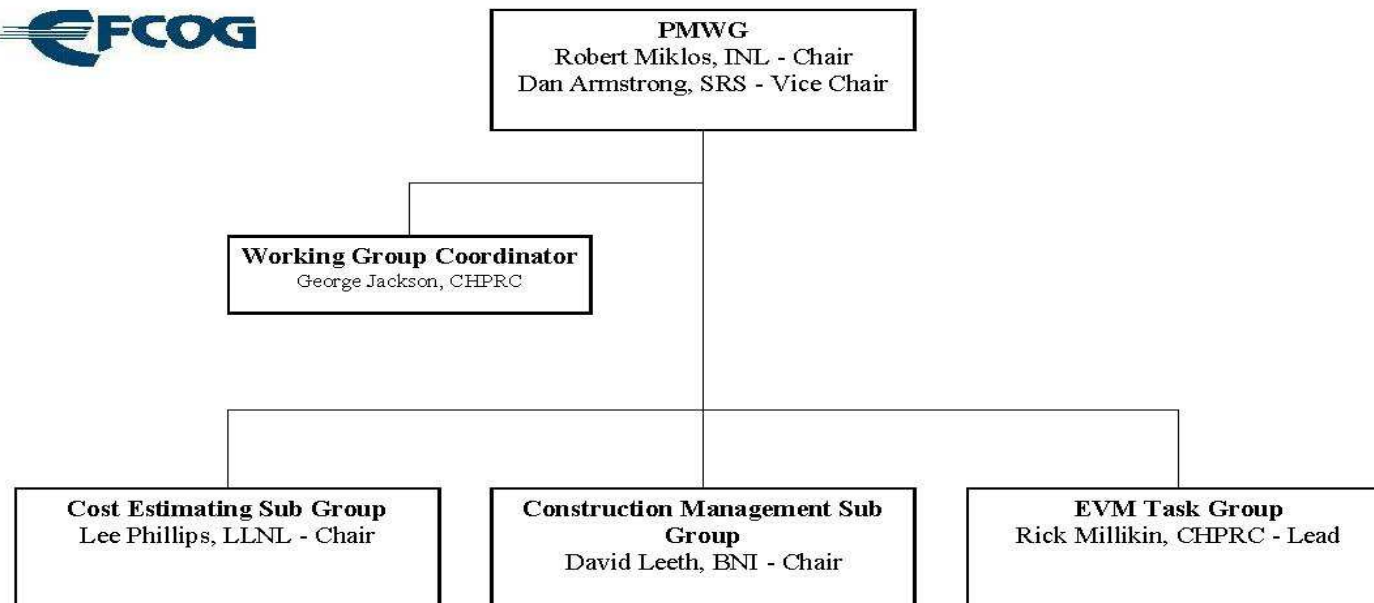 EFCOG
PMWG
Robert Miklos, INL - Chair
Dan Armstrong, SRS - Vice Chair
Working Group Coordinator
George Jackson, CHPRC
Cost Estimating Sub Group
Lee Phillips, LLNL - Chair
Construction Management Sub
Group
David Leeth, BNI - Chair
EVM Task Group
Rick Millikin, CHPRC - Lead